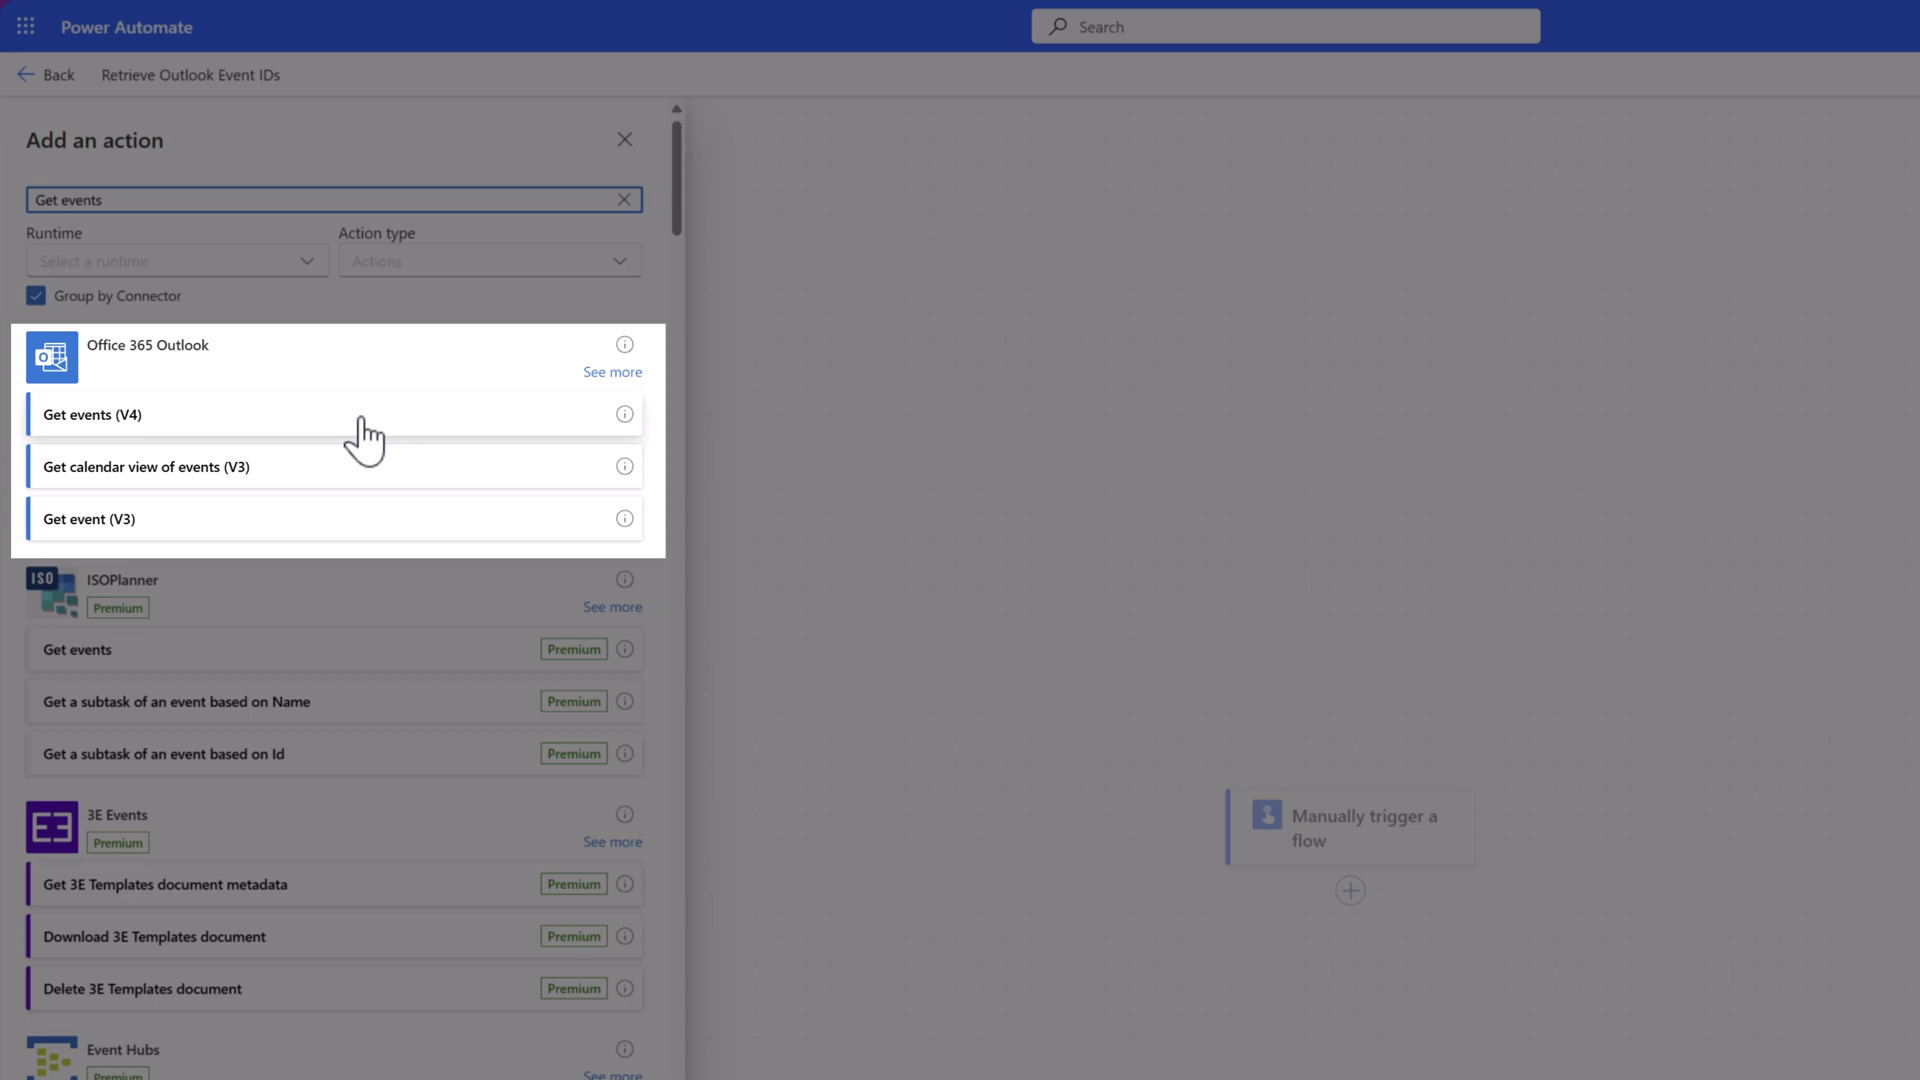 Power Automate
Search
Back
Retrieve Outlook Event IDs
Add an action
Get events
Runtime
Action type
Select a runtime
Actions
Group by Connector
Office 365 Outlook
See more
Get events (V4)
Get calendar view of events (V3)
Get event (V3)
ISO
ISOPlanner
Premium
See more
Get events
Premium
Get a subtask of an event based on Name
Premium
Get a subtask of an event based on Id
Premium
3E Events
Premium
See more
Get 3E Templates document metadata
Premium
Download 3E Templates document
Premium
Delete 3E Templates document
Premium
Event Hubs
Premium
See more
Manually trigger a
flow